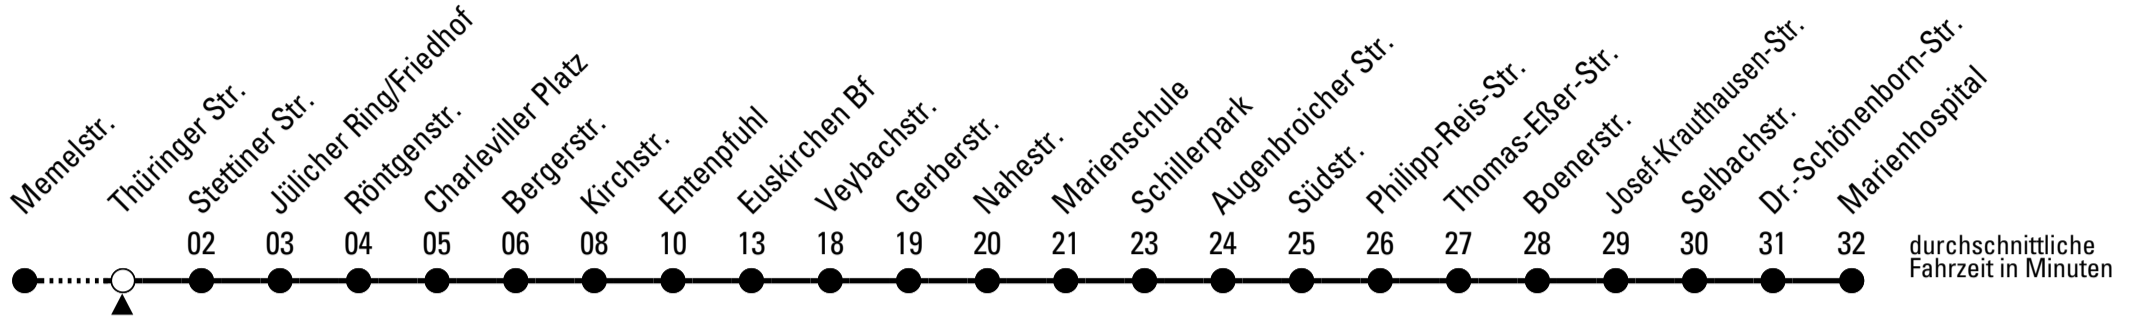 Memelstr.
Thüringer Str.
Stettiner Str.
Jülicher Ring/Friedhof
Röntgenstr.
Charleviller Platz
Bergerstr.
Kirchstr.
Entenpfuhl
Euskirchen Bf
Veybachstr.
Gerberstr.
Nahestr.
Marienschule
Schillerpark
Augenbroicher Str.
Südstr.
Philipp-Reis-Str.
Thomas-Eßer-Str.
Boenerstr.
Josef-Krauthausen-Str.
Selbachstr.
Dr.-Schönenborn-Str.
Marienhospital
02 03 04 05 06 08 10 13 18 19 20 21 23 24 25 26 27 28 29 30 31 32
durchschnittliche
Fahrzeit in Minuten